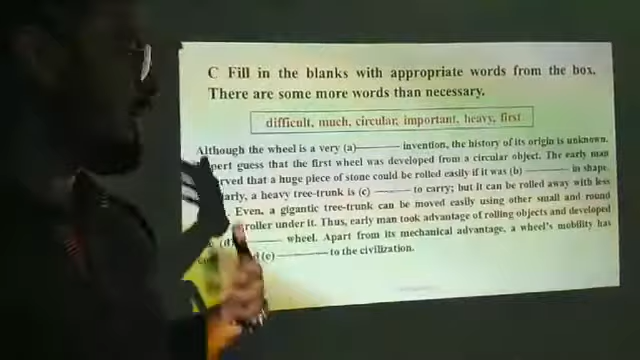 C Fill in the blanks with appropriate words from the box.
There are some more words than necessary.
difficult, much, circular, important, heavy, first
Although the wheel is a very (a)———— invention, the history of its origin is unknown.
pert guess that the first wheel was developed from a circular object. The early man
erved that a huge piece of stone could be rolled easily if it was (b) ———— in shape.
arly, a heavy tree-trunk is (c) ———— to carry; but it can be rolled away with less
Even, a gigantic tree-trunk can be moved easily using other small and round
roller under it. Thus, early man took advantage of rolling objects and developed
(d) ———— wheel. Apart from its mechanical advantage, a wheel's mobility has
d (e) ———— to the civilization.